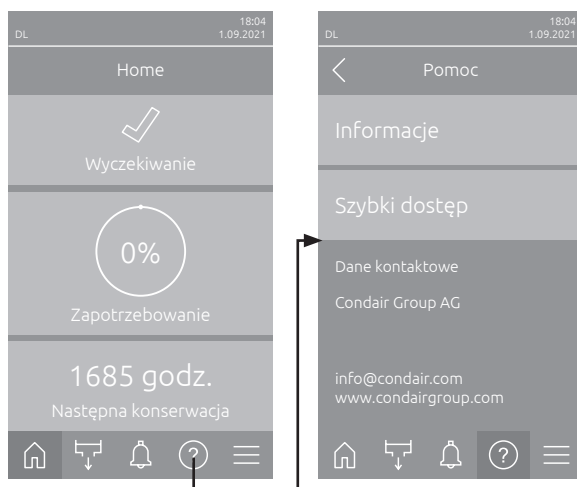 18:04
DL 1.09.2021
Home
Wyczekiwanie
0%
Zapotrzebowanie
1685 godz.
Następna konserwacja
?
18:04
DL 1.09.2021
Pomoc
Informacje
Szybki dostęp
Dane kontaktowe
Condair Group AG
info@condair.com
www.condairgroup.com
?